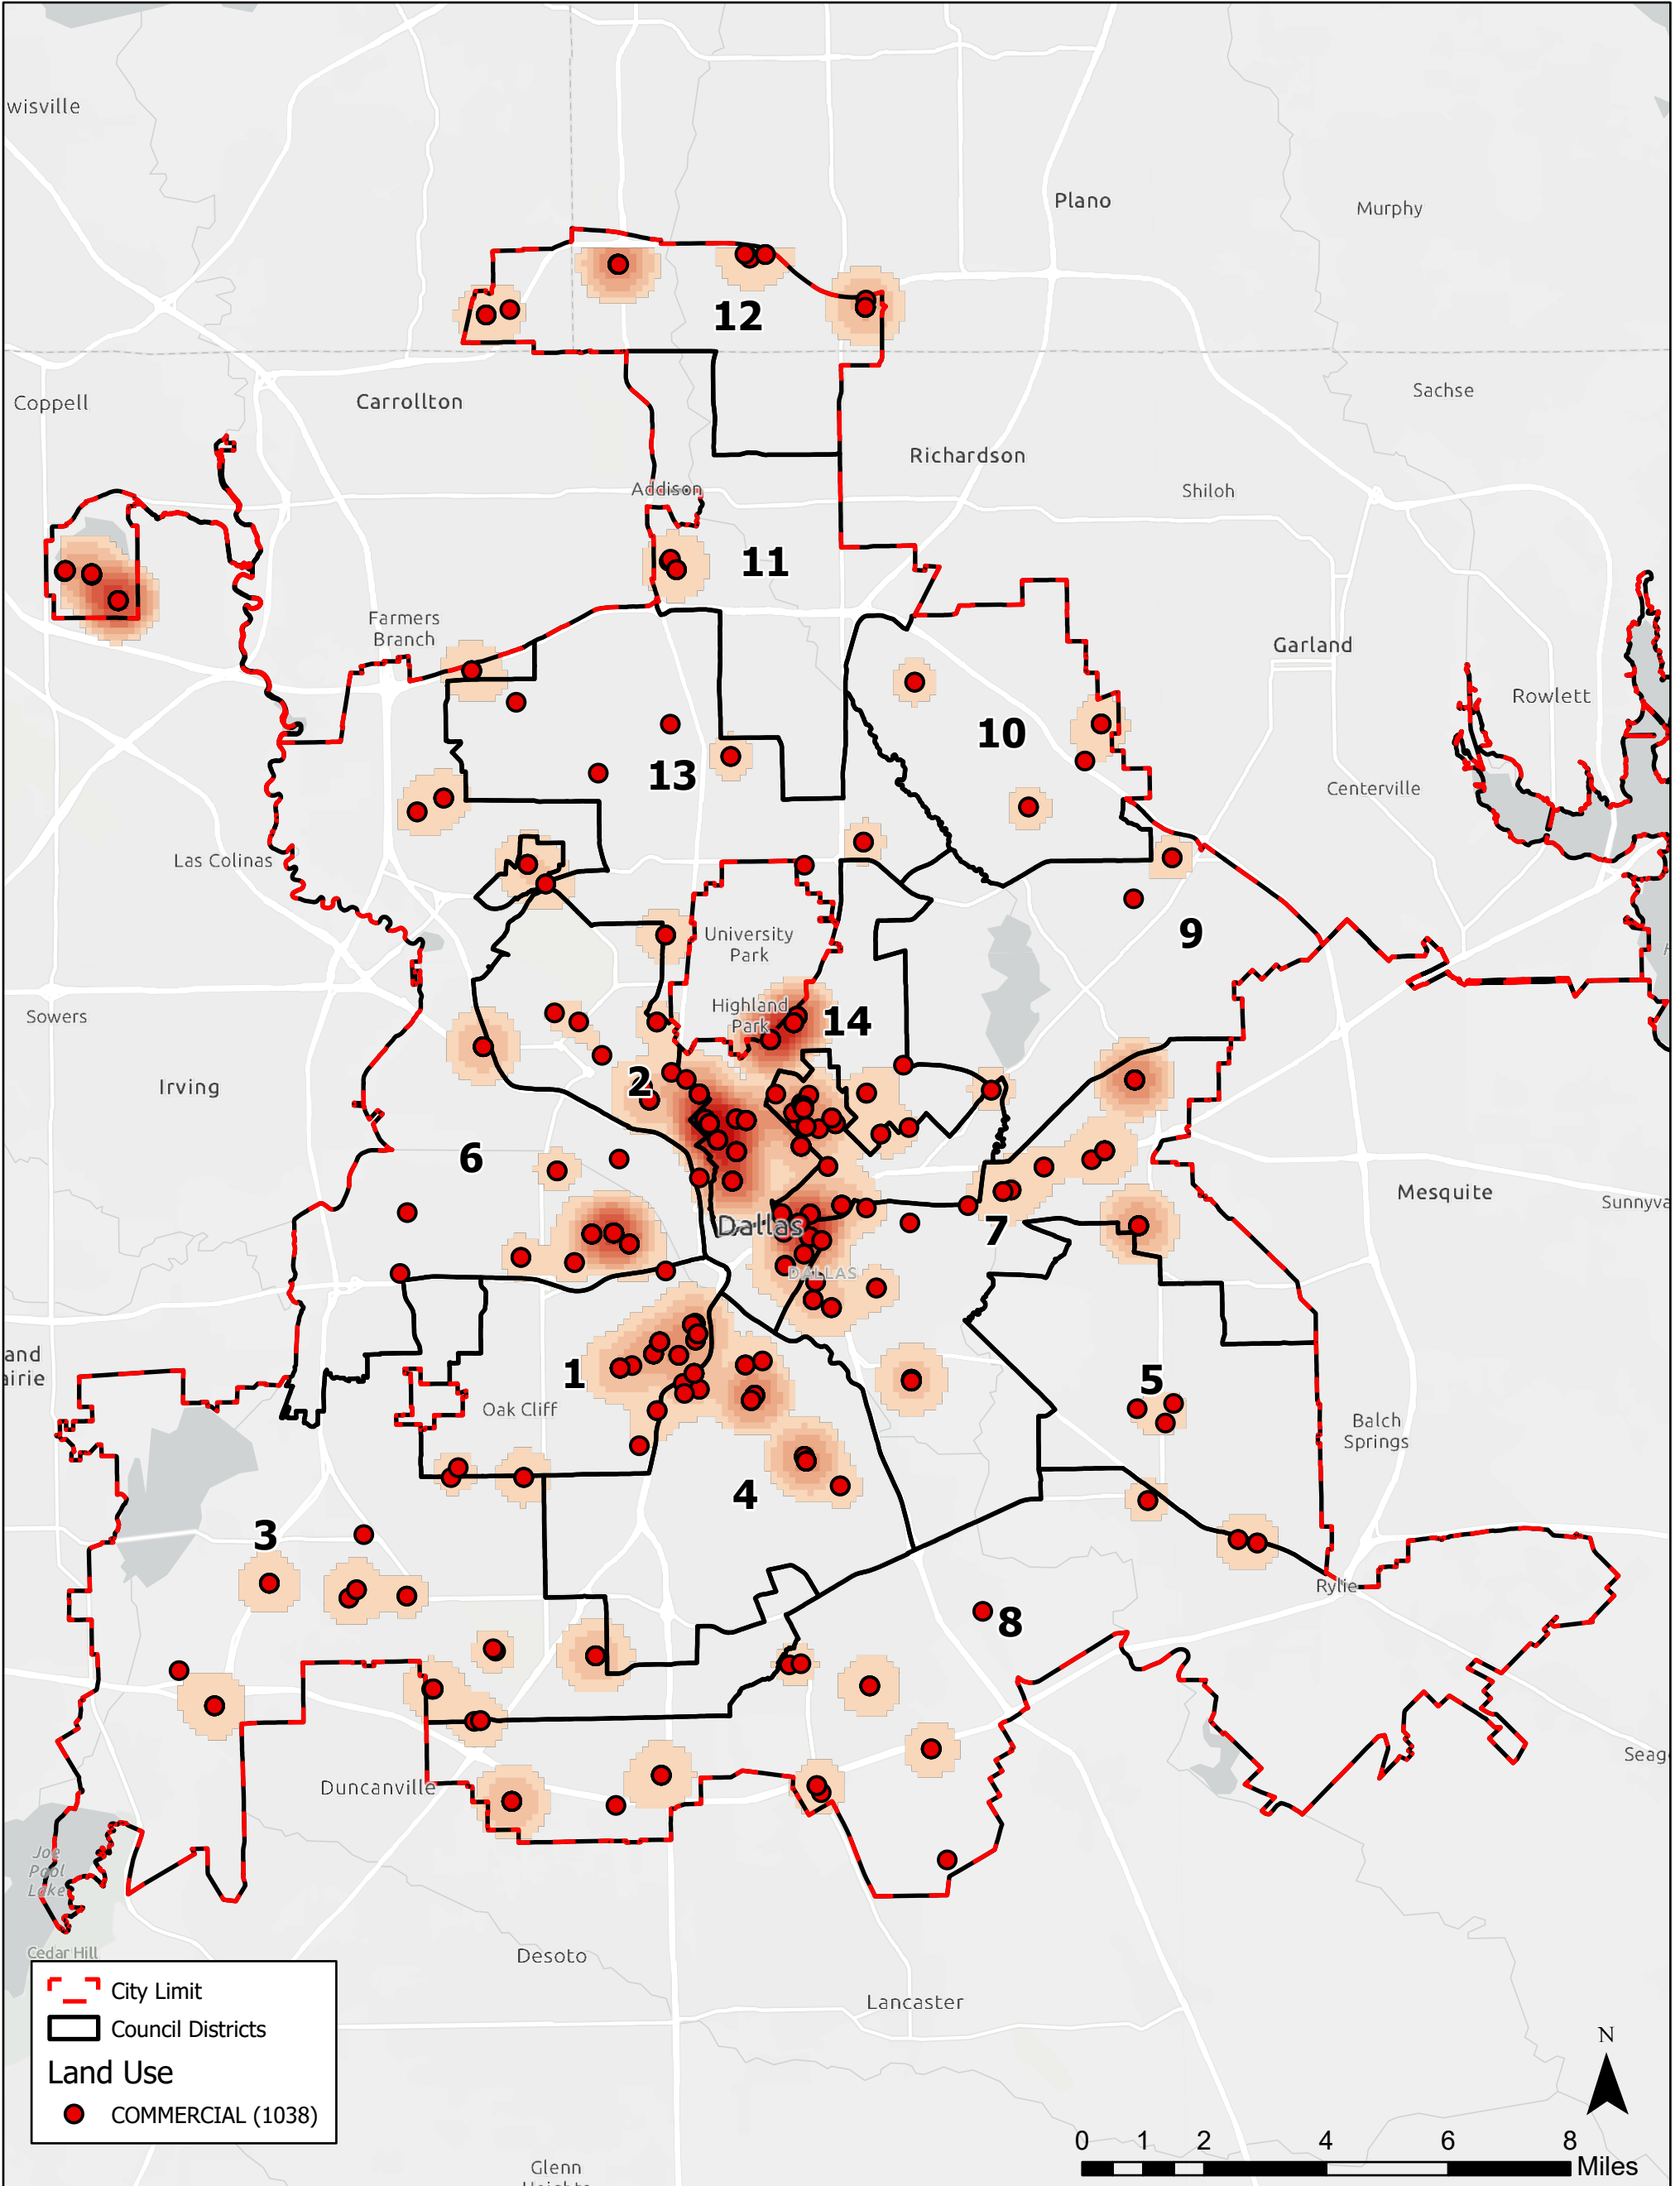 wisville
Plano
Murphy
12
Coppell
Carrollton
Sachse
Richardson
Addison
Shiloh
11
Farmers
Branch
Garland
Rowlett
10
13
Centerville
Las Colinas
University
Park
9
Highland
Park
14
Sowers
2
Irving
6
Mesquite
Sunnyva
7
Dallas
DALLAS
and
airie
1
5
Oak Cliff
Balch
Springs
4
3
Rylie
8
Seag
Duncanville
Joe
Pool
Lake
Cedar Hill
Desoto
Lancaster
City Limit
Council Districts
Land Use
COMMERCIAL (1038)
N
0 1 2 4 6 8
Miles
Glenn